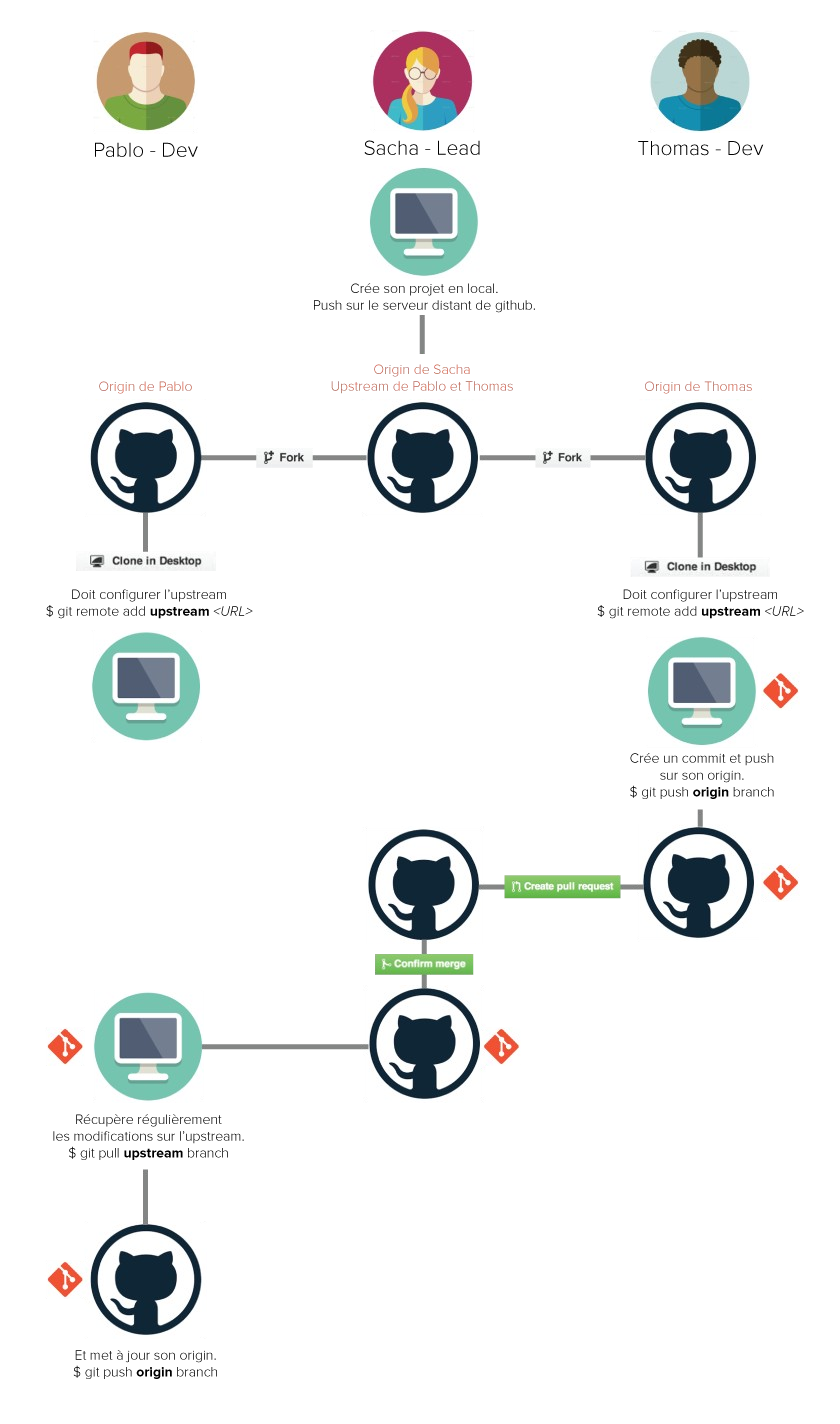 Pablo - Dev
Sacha - Lead
Thomas - Dev
Crée son projet en local.
Push sur le serveur distant de github.
Origin de Pablo
Origin de Sacha
Upstream de Pablo et Thomas
Origin de Thomas
Fork
Fork
Clone in Desktop
Clone in Desktop
Doit configurer l'upstream
$ git remote add upstream <URL>
Doit configurer l'upstream
$ git remote add upstream <URL>
Crée un commit et push
sur son origin.
$ git push origin branch
Create pull request
Confirm merge
Récupère régulièrement
les modifications sur l'upstream.
$ git pull upstream branch
Et met à jour son origin.
$ git push origin branch